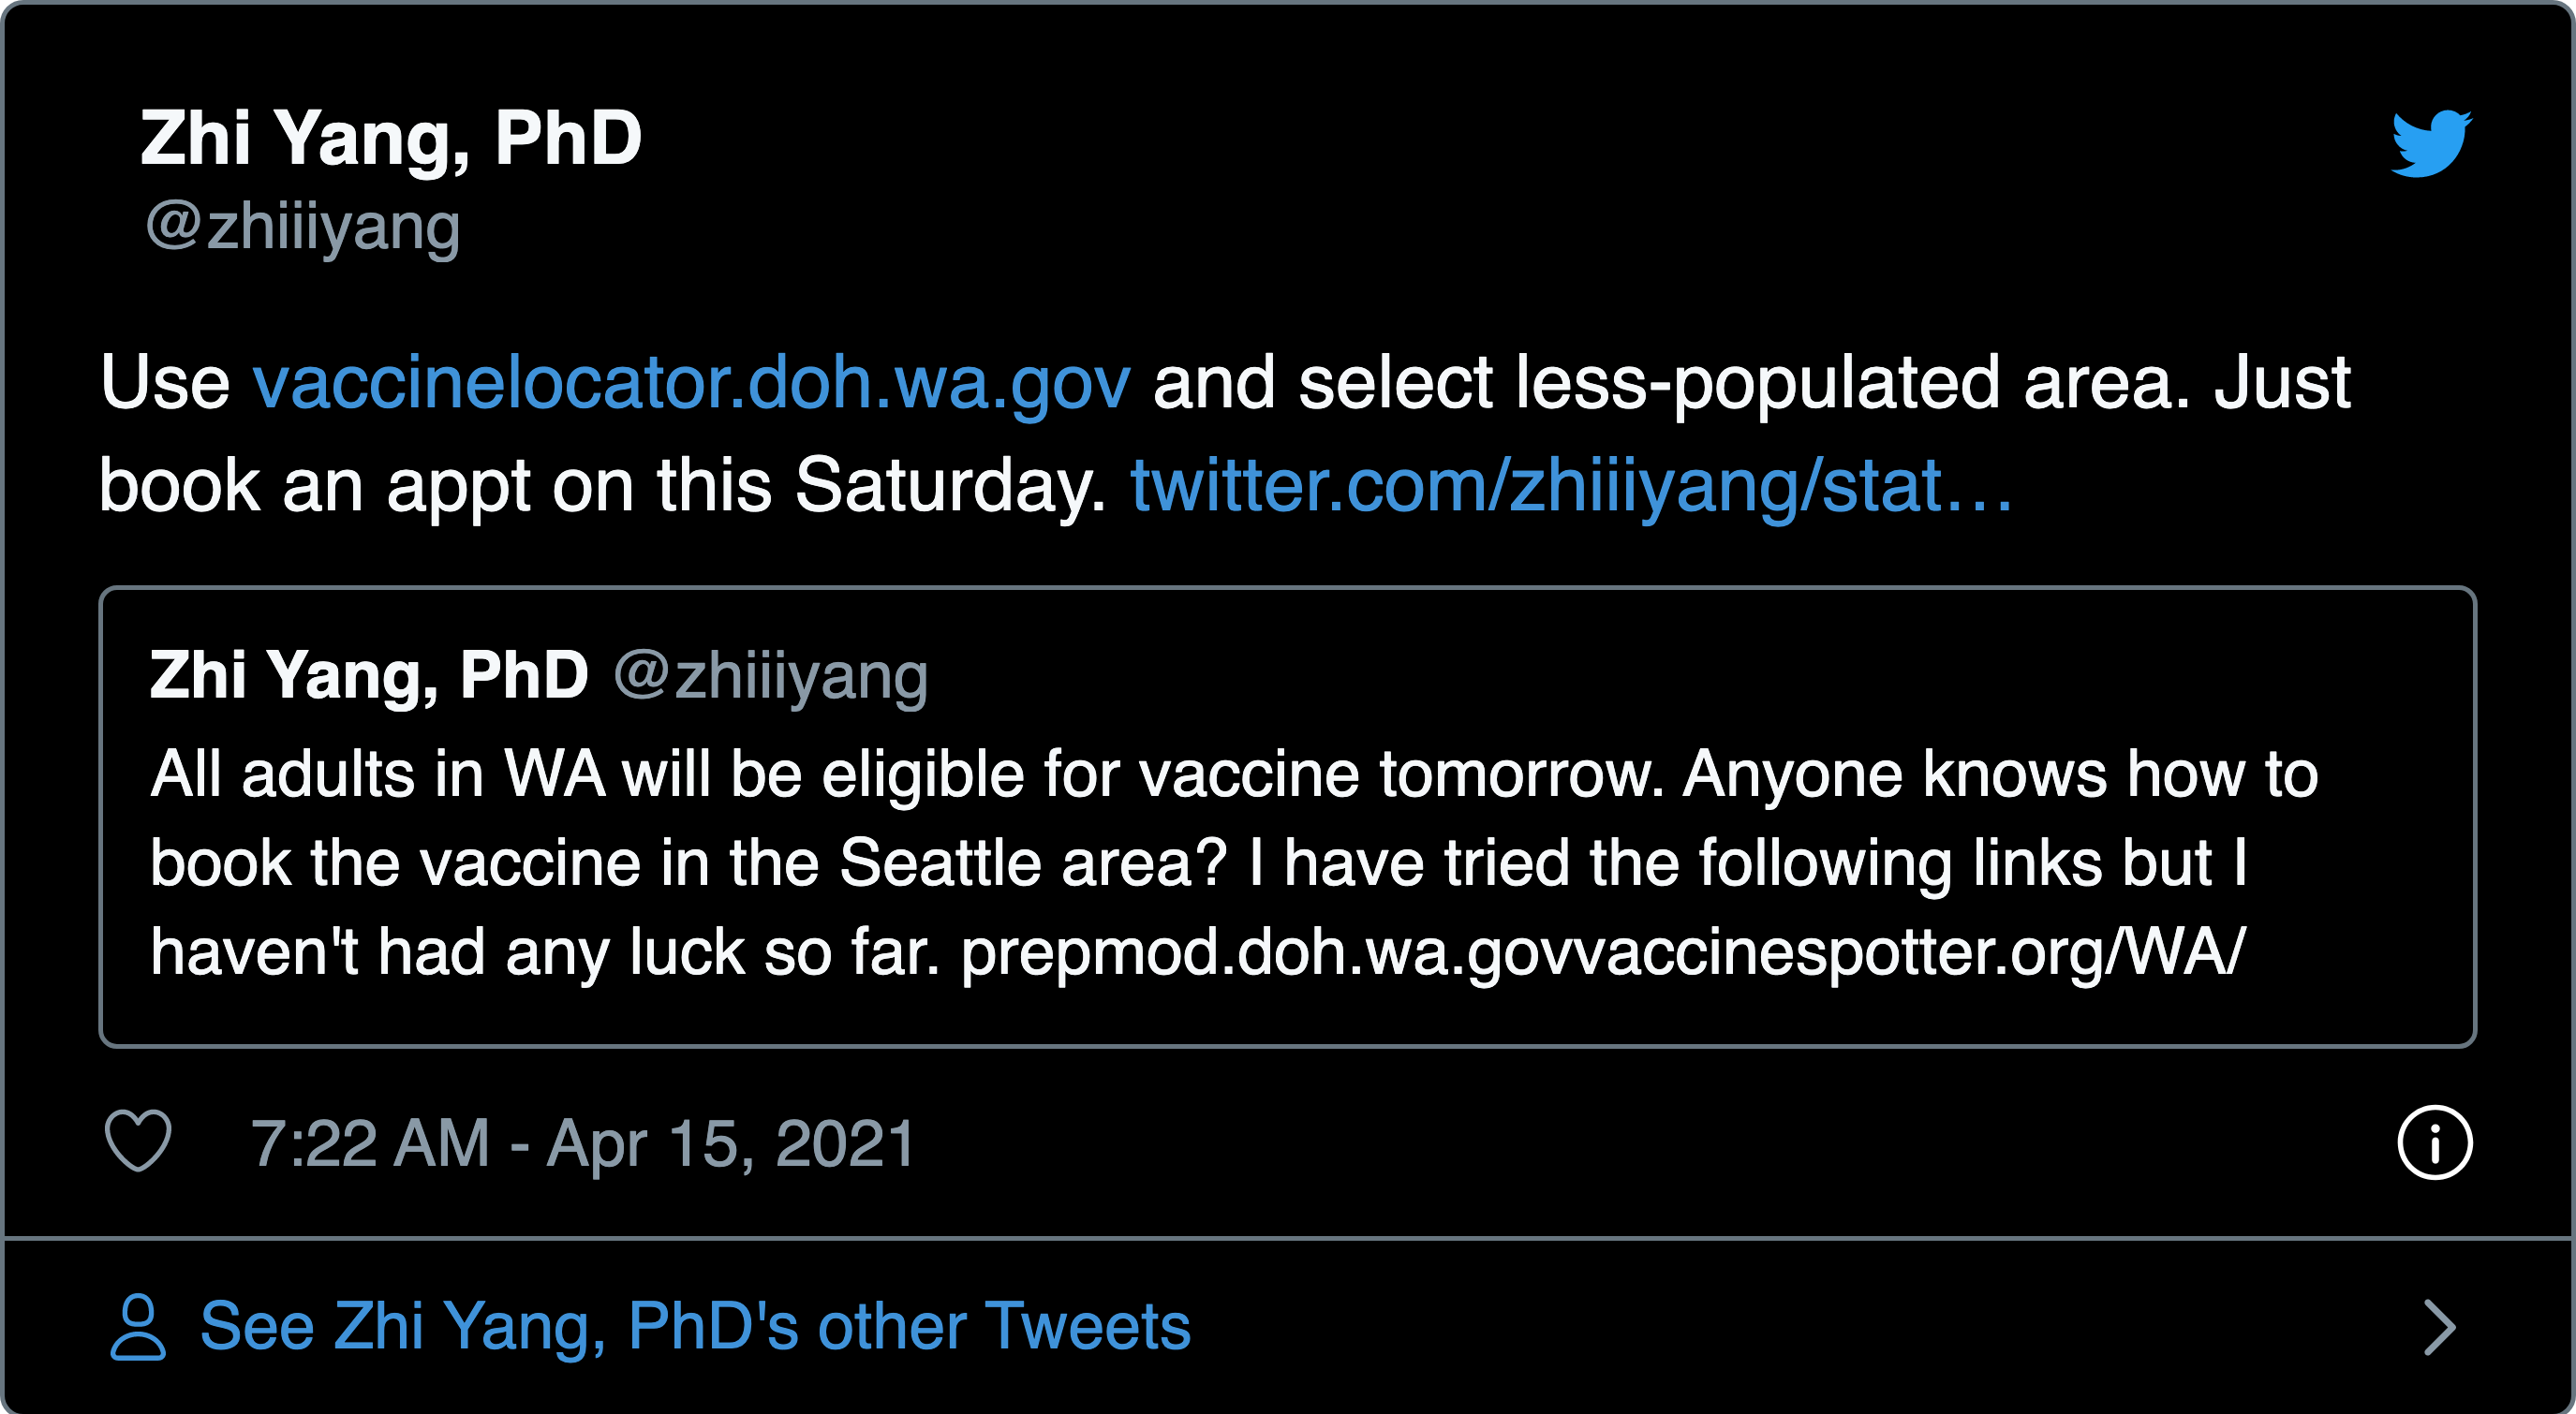 Zhi Yang, PhD
@zhiiiyang
Use vaccinelocator.doh.wa.gov and select less-populated area. Just
book an appt on this Saturday. twitter.com/zhiiiyang/stat…
Zhi Yang, PhD @zhiiiyang
All adults in WA will be eligible for vaccine tomorrow. Anyone knows how to
book the vaccine in the Seattle area? I have tried the following links but I
haven't had any luck so far. prepmod.doh.wa.govvaccinespotter.org/WA/
7:22 AM - Apr 15, 2021
See Zhi Yang, PhD's other Tweets